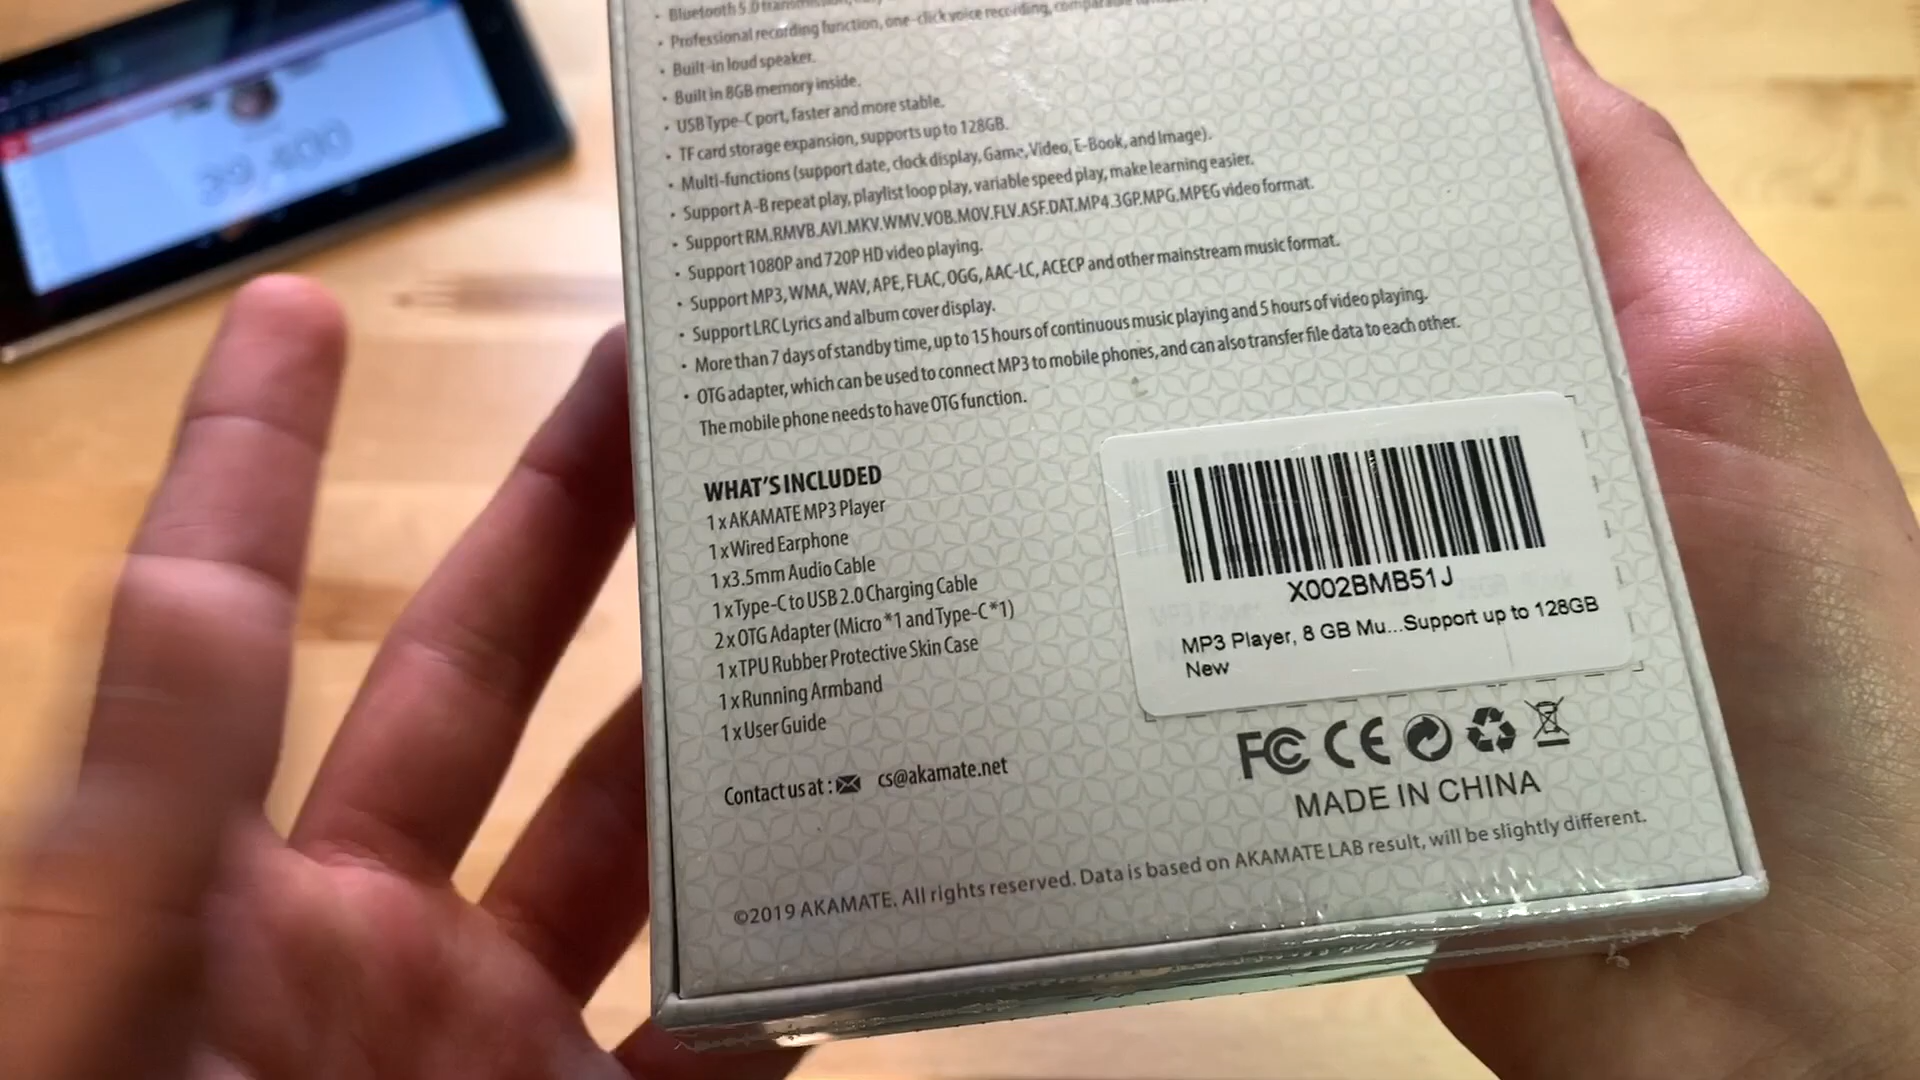 • Bluetooth 5.0 transmission,
• Professional recording function, one-click voice recording, comparable
• Built-in loud speaker.
• Built in 8GB memory inside.
• USB Type-C port, faster and more stable.
• TF card storage expansion, supports up to 128GB.
• Multi-functions (support date, clock display, Game, Video, E-Book, and Image).
• Support A-B repeat play, playlist loop play, variable speed play, make learning easier.
• Support RM.RMVB.AVI.MKV.WMV.VOB.MOV.FLV.ASF.DAT.MP4.3GP.MPG.MPEG video format.
• Support 1080P and 720P HD video playing.
• Support MP3, WMA, WAV, APE, FLAC, OGG, AAC-LC, ACECP and other mainstream music format.
• Support LRC Lyrics and album cover display.
• More than 7 days of standby time, up to 15 hours of continuous music playing and 5 hours of video playing.
• OTG adapter, which can be used to connect MP3 to mobile phones, and can also transfer file data to each other.
The mobile phone needs to have OTG function.
WHAT'S INCLUDED
1 x AKAMATE MP3 Player
1 x Wired Earphone
1 x 3.5mm Audio Cable
1 x Type-C to USB 2.0 Charging Cable
2 x OTG Adapter (Micro*1 and Type-C*1)
1 x TPU Rubber Protective Skin Case
1 x Running Armband
1 x User Guide
Contact us at : cs@akamate.net
X002BMB51J
MP3 Player, 8 GB Mu...Support up to 128GB
New
FC CE
MADE IN CHINA
©2019 AKAMATE. All rights reserved. Data is based on AKAMATE LAB result, will be slightly different.
39,400